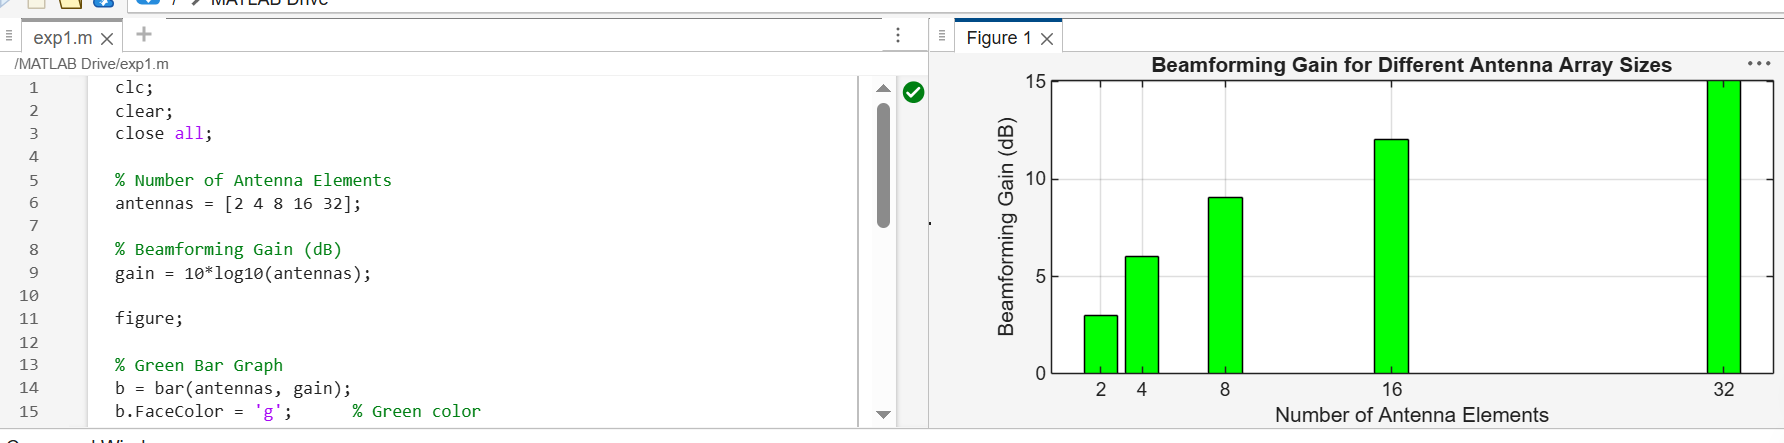 / > MATLAB Drive
exp1.m
/MATLAB Drive/exp1.m
1 clc;
2 clear;
3 close all;
4
5 % Number of Antenna Elements
6 antennas = [2 4 8 16 32];
7
8 % Beamforming Gain (dB)
9 gain = 10*log10(antennas);
10
11 figure;
12
13 % Green Bar Graph
14 b = bar(antennas, gain);
15 b.FaceColor = 'g'; % Green color
Figure 1
Beamforming Gain for Different Antenna Array Sizes
15
10
5
0
Beamforming Gain (dB)
2 4 8 16 32
Number of Antenna Elements